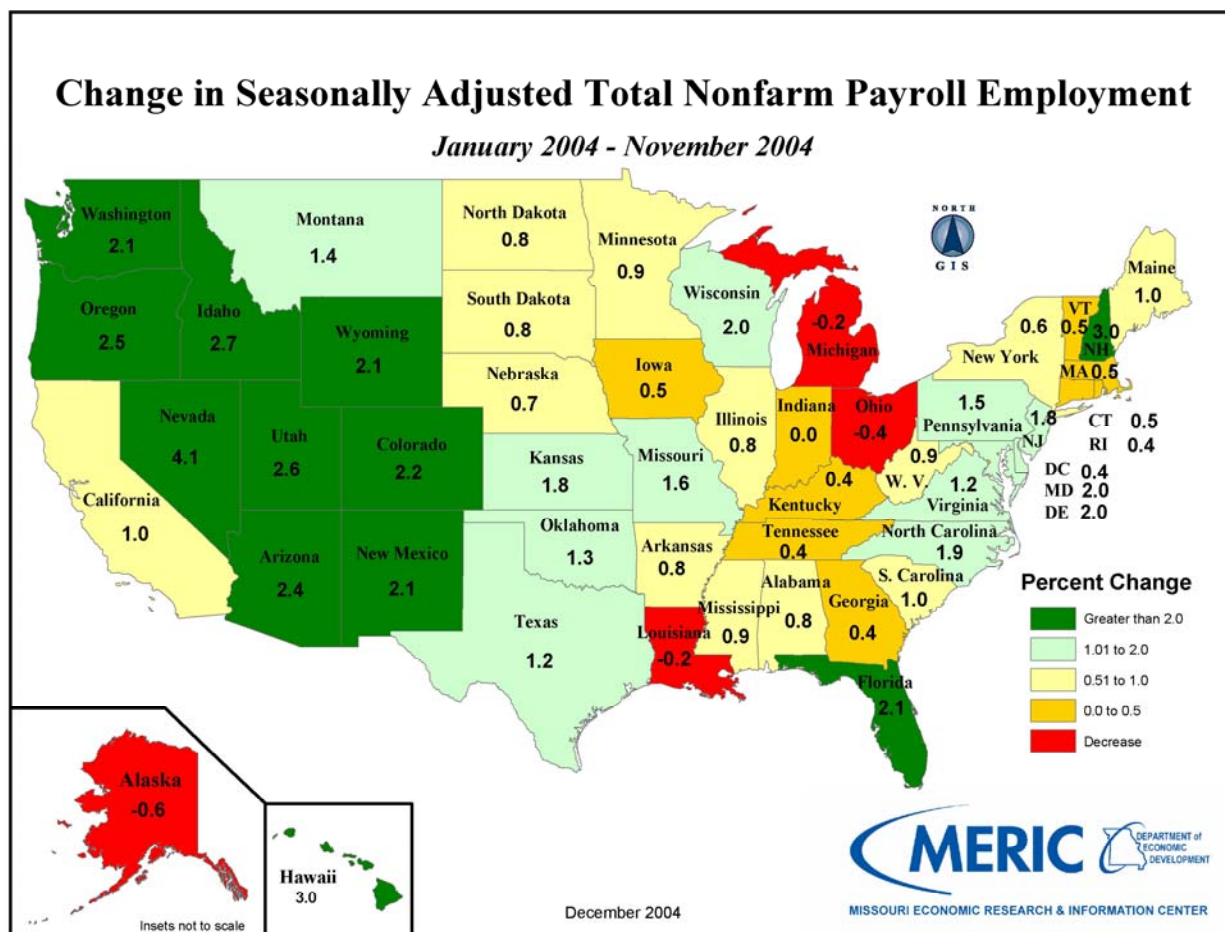 Change in Seasonally Adjusted Total Nonfarm Payroll Employment
January 2004 - November 2004
NORTH
GIS
Washington
2.1
Oregon
2.5
Idaho
2.7
Montana
1.4
Wyoming
2.1
Nevada
4.1
Utah
2.6
Colorado
2.2
California
1.0
Arizona
2.4
New Mexico
2.1
North Dakota
0.8
South Dakota
0.8
Nebraska
0.7
Kansas
1.8
Oklahoma
1.3
Texas
1.2
Minnesota
0.9
Iowa
0.5
Missouri
1.6
Arkansas
0.8
Louisiana
-0.2
Wisconsin
2.0
Illinois
0.8
-0.2
Michigan
Indiana
0.0
Ohio
-0.4
0.4
Kentucky
Tennessee
0.4
Mississippi
0.9
Alabama
0.8
Georgia
0.4
Florida
2.1
S. Carolina
1.0
North Carolina
1.9
1.2
Virginia
0.9
W. V.
1.5
Pennsylvania
0.6
New York
1.8
NJ
VT
0.5
3.0
NH
Maine
1.0
MA 0.5
CT 0.5
RI 0.4
DC 0.4
MD 2.0
DE 2.0
Percent Change
Greater than 2.0
1.01 to 2.0
0.51 to 1.0
0.0 to 0.5
Decrease
Alaska
-0.6
Insets not to scale
Hawaii
3.0
December 2004
MERIC
DEPARTMENT of
ECONOMIC
DEVELOPMENT
MISSOURI ECONOMIC RESEARCH & INFORMATION CENTER